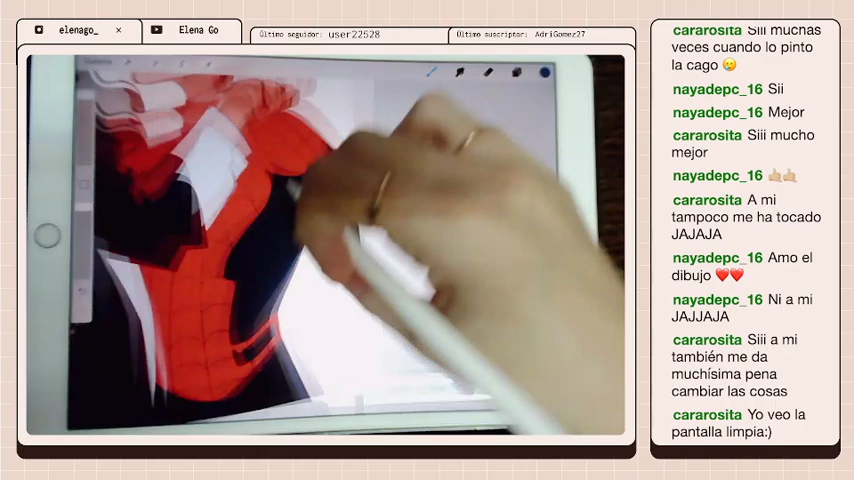 elenago_
Elena Go
Último seguidor: user22528
Último suscriptor: AdriGomez27
cararosita Siii muchas
veces cuando lo pinto
la cago 🥲
nayadepc_16 Sii
nayadepc_16 Mejor
cararosita Siii mucho
mejor
nayadepc_16 🤙🏼🤙🏼
cararosita A mi
tampoco me ha tocado
JAJAJA
nayadepc_16 Amo el
dibujo ❤️❤️
nayadepc_16 Ni a mi
JAJJAJA
cararosita Siii a mi
también me da
muchísima pena
cambiar las cosas
cararosita Yo veo la
pantalla limpia:)